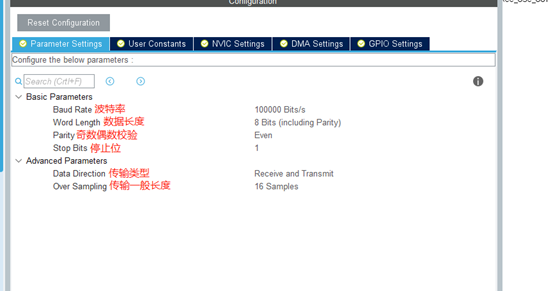 Configuration
Reset Configuration
Parameter Settings User Constants NVIC Settings DMA Settings GPIO Settings
Configure the below parameters :
Search (Crtl+F)
Basic Parameters
Baud Rate 波特率 100000 Bits/s
Word Length 数据长度 8 Bits (including Parity)
Parity 奇数偶数校验 Even
Stop Bits 停止位 1
Advanced Parameters
Data Direction 传输类型 Receive and Transmit
Over Sampling 传输一般长度 16 Samples